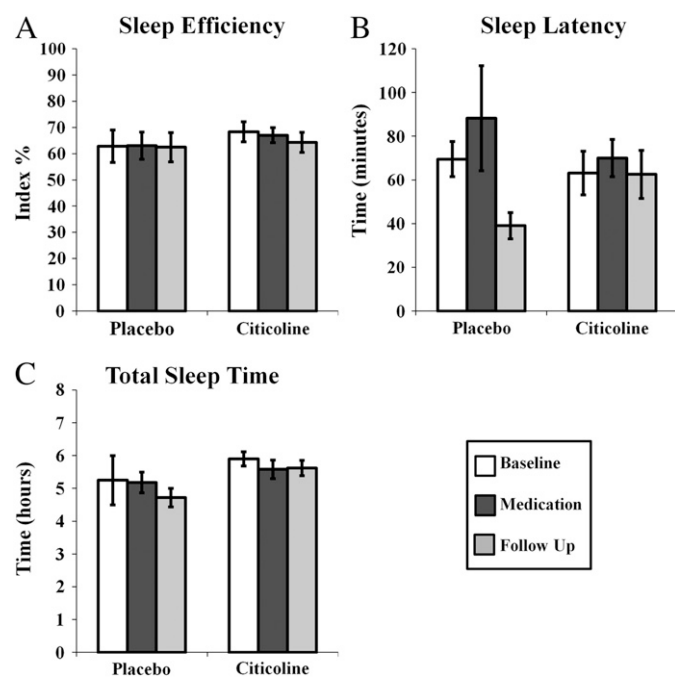 A
Sleep Efficiency
100
90
80
70
60
50
40
30
20
10
0
Index %
Placebo
Citicoline
B
Sleep Latency
120
100
80
60
40
20
0
Time (minutes)
Placebo
Citicoline
C
Total Sleep Time
8
7
6
5
4
3
2
1
0
Time (hours)
Placebo
Citicoline
Baseline
Medication
Follow Up